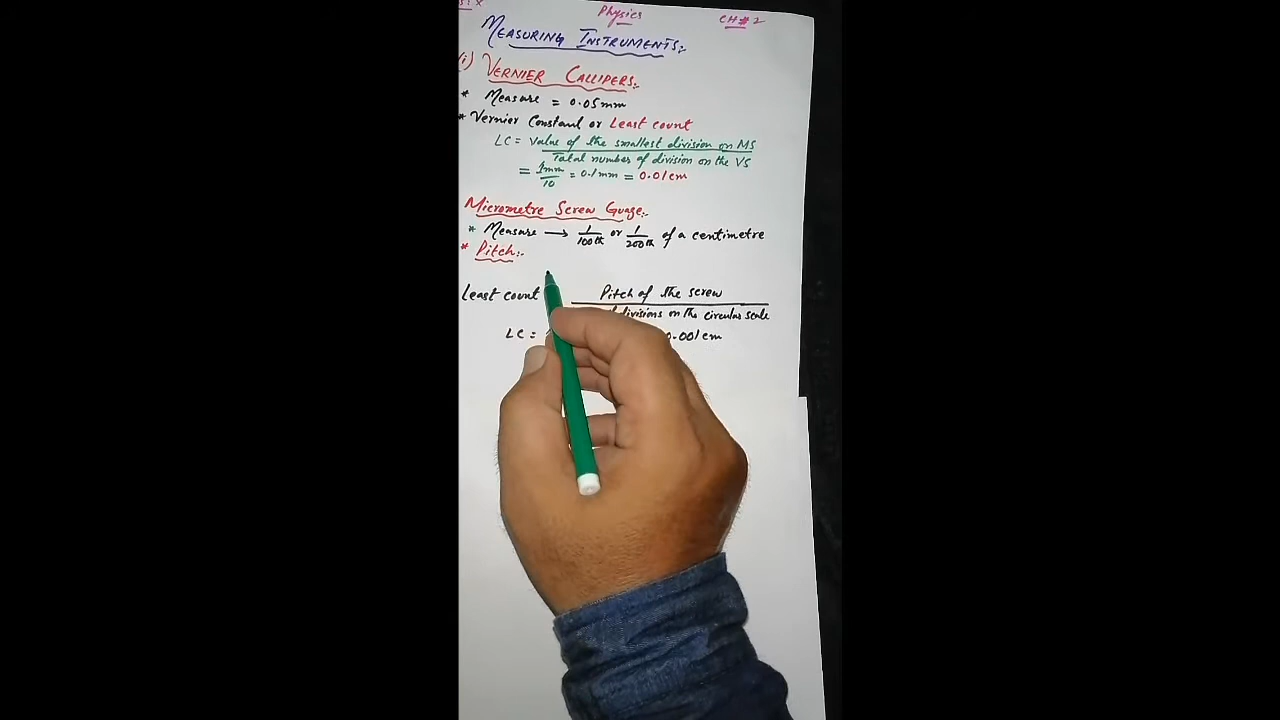 Physics CH#2
MEASURING INSTRUMENTS:
(i) VERNIER CALLIPERS:
* Measure = 0.05mm
* Vernier Constant or Least count
LC = Value of the smallest division on MS
Total number of division on the VS
= 1mm/10 = 0.1mm = 0.01cm
Micrometre Screw Guage:
* Measure → 1/100th or 1/200th of a centimetre
* Pitch:
Least count Pitch of the screw
divisions on the circular scale
LC = 0.001cm